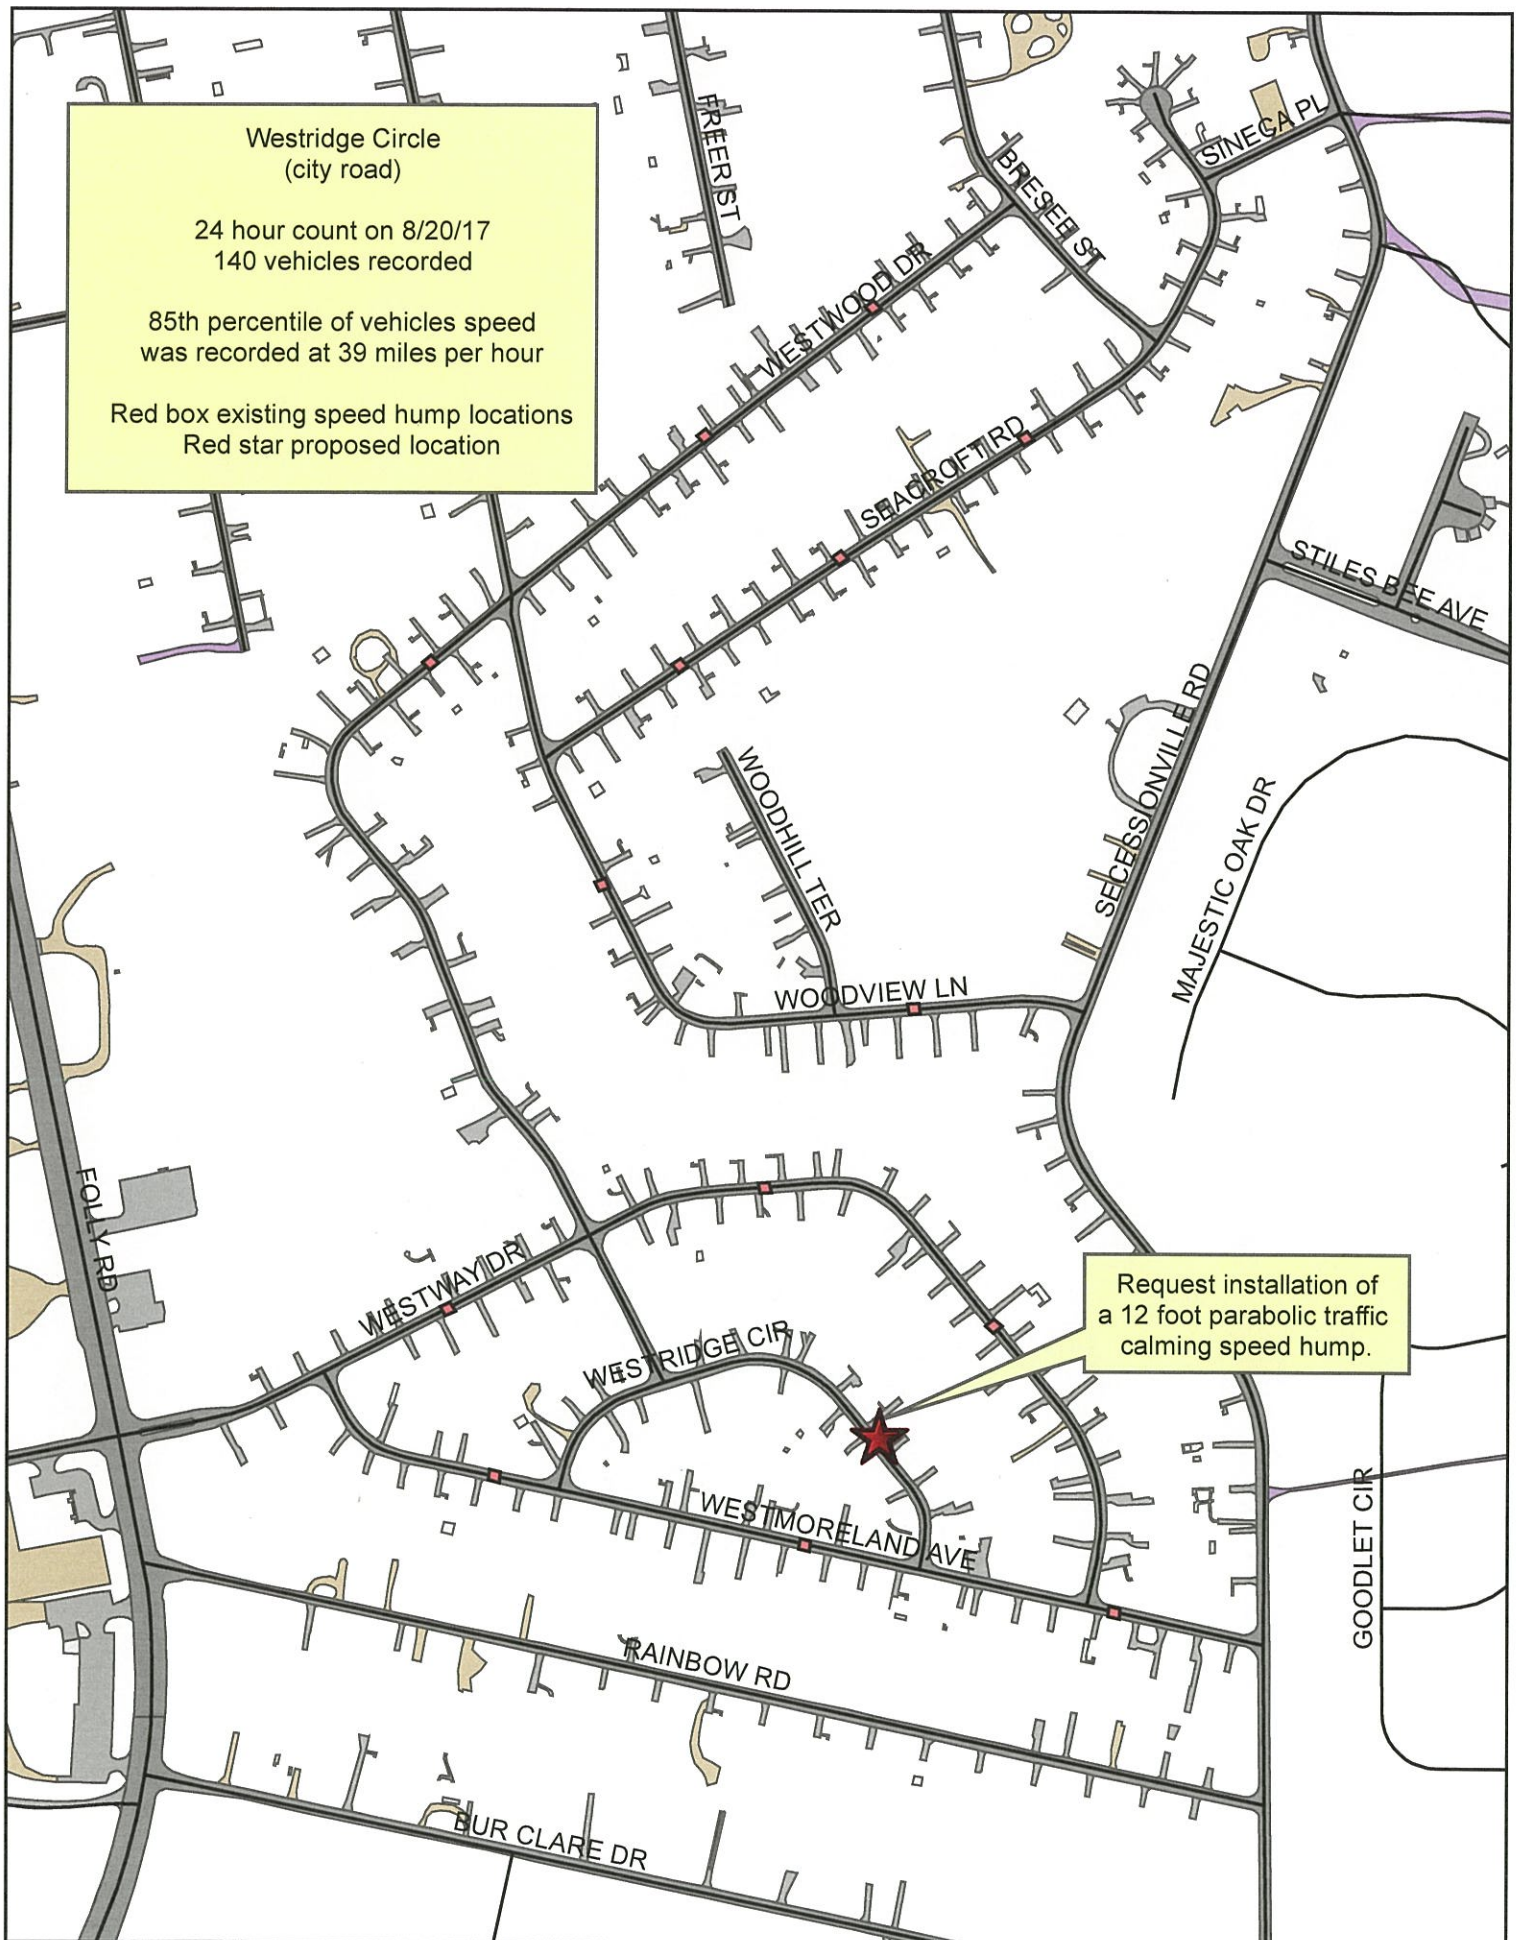 Westridge Circle
(city road)
24 hour count on 8/20/17
140 vehicles recorded
85th percentile of vehicles speed
was recorded at 39 miles per hour
Red box existing speed hump locations
Red star proposed location
FREER ST
BRESEE ST
SINECA PL
WESTWOOD DR
SEACROFT RD
STILES BEE AVE
WOODHILL TER
SECESSIONVILLE RD
MAJESTIC OAK DR
WOODVIEW LN
FOLLY RD
WESTWAY DR
Request installation of
a 12 foot parabolic traffic
calming speed hump.
WESTRIDGE CIR
WESTMORELAND AVE
GOODLET CIR
RAINBOW RD
BUR CLARE DR